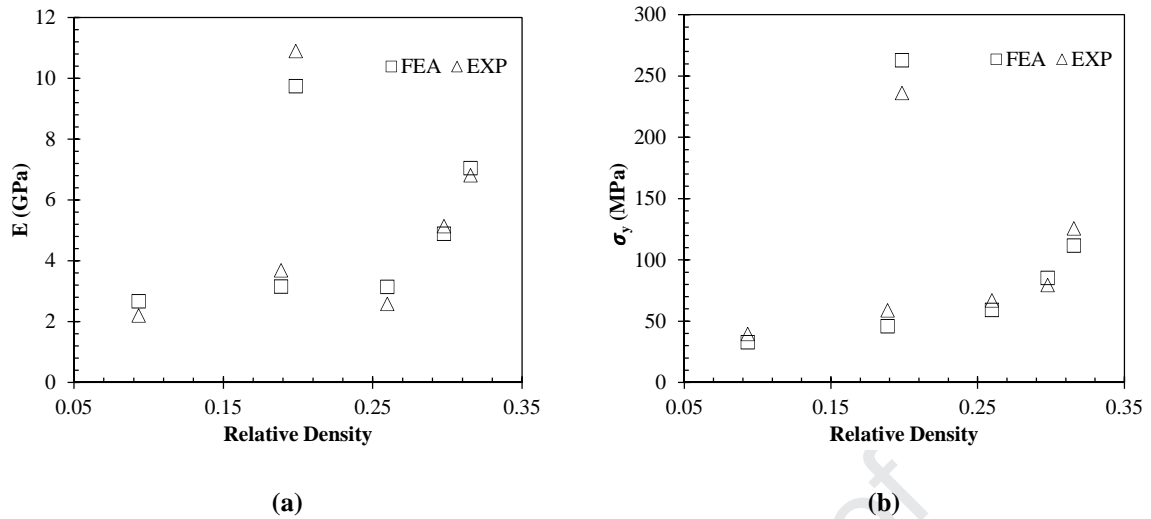 12
10
8
6
4
2
0
E (GPa)
FEA EXP
0.05 0.15 0.25 0.35
Relative Density
(a)
300
250
200
150
100
50
0
σy (MPa)
FEA EXP
0.05 0.15 0.25 0.35
Relative Density
(b)
of